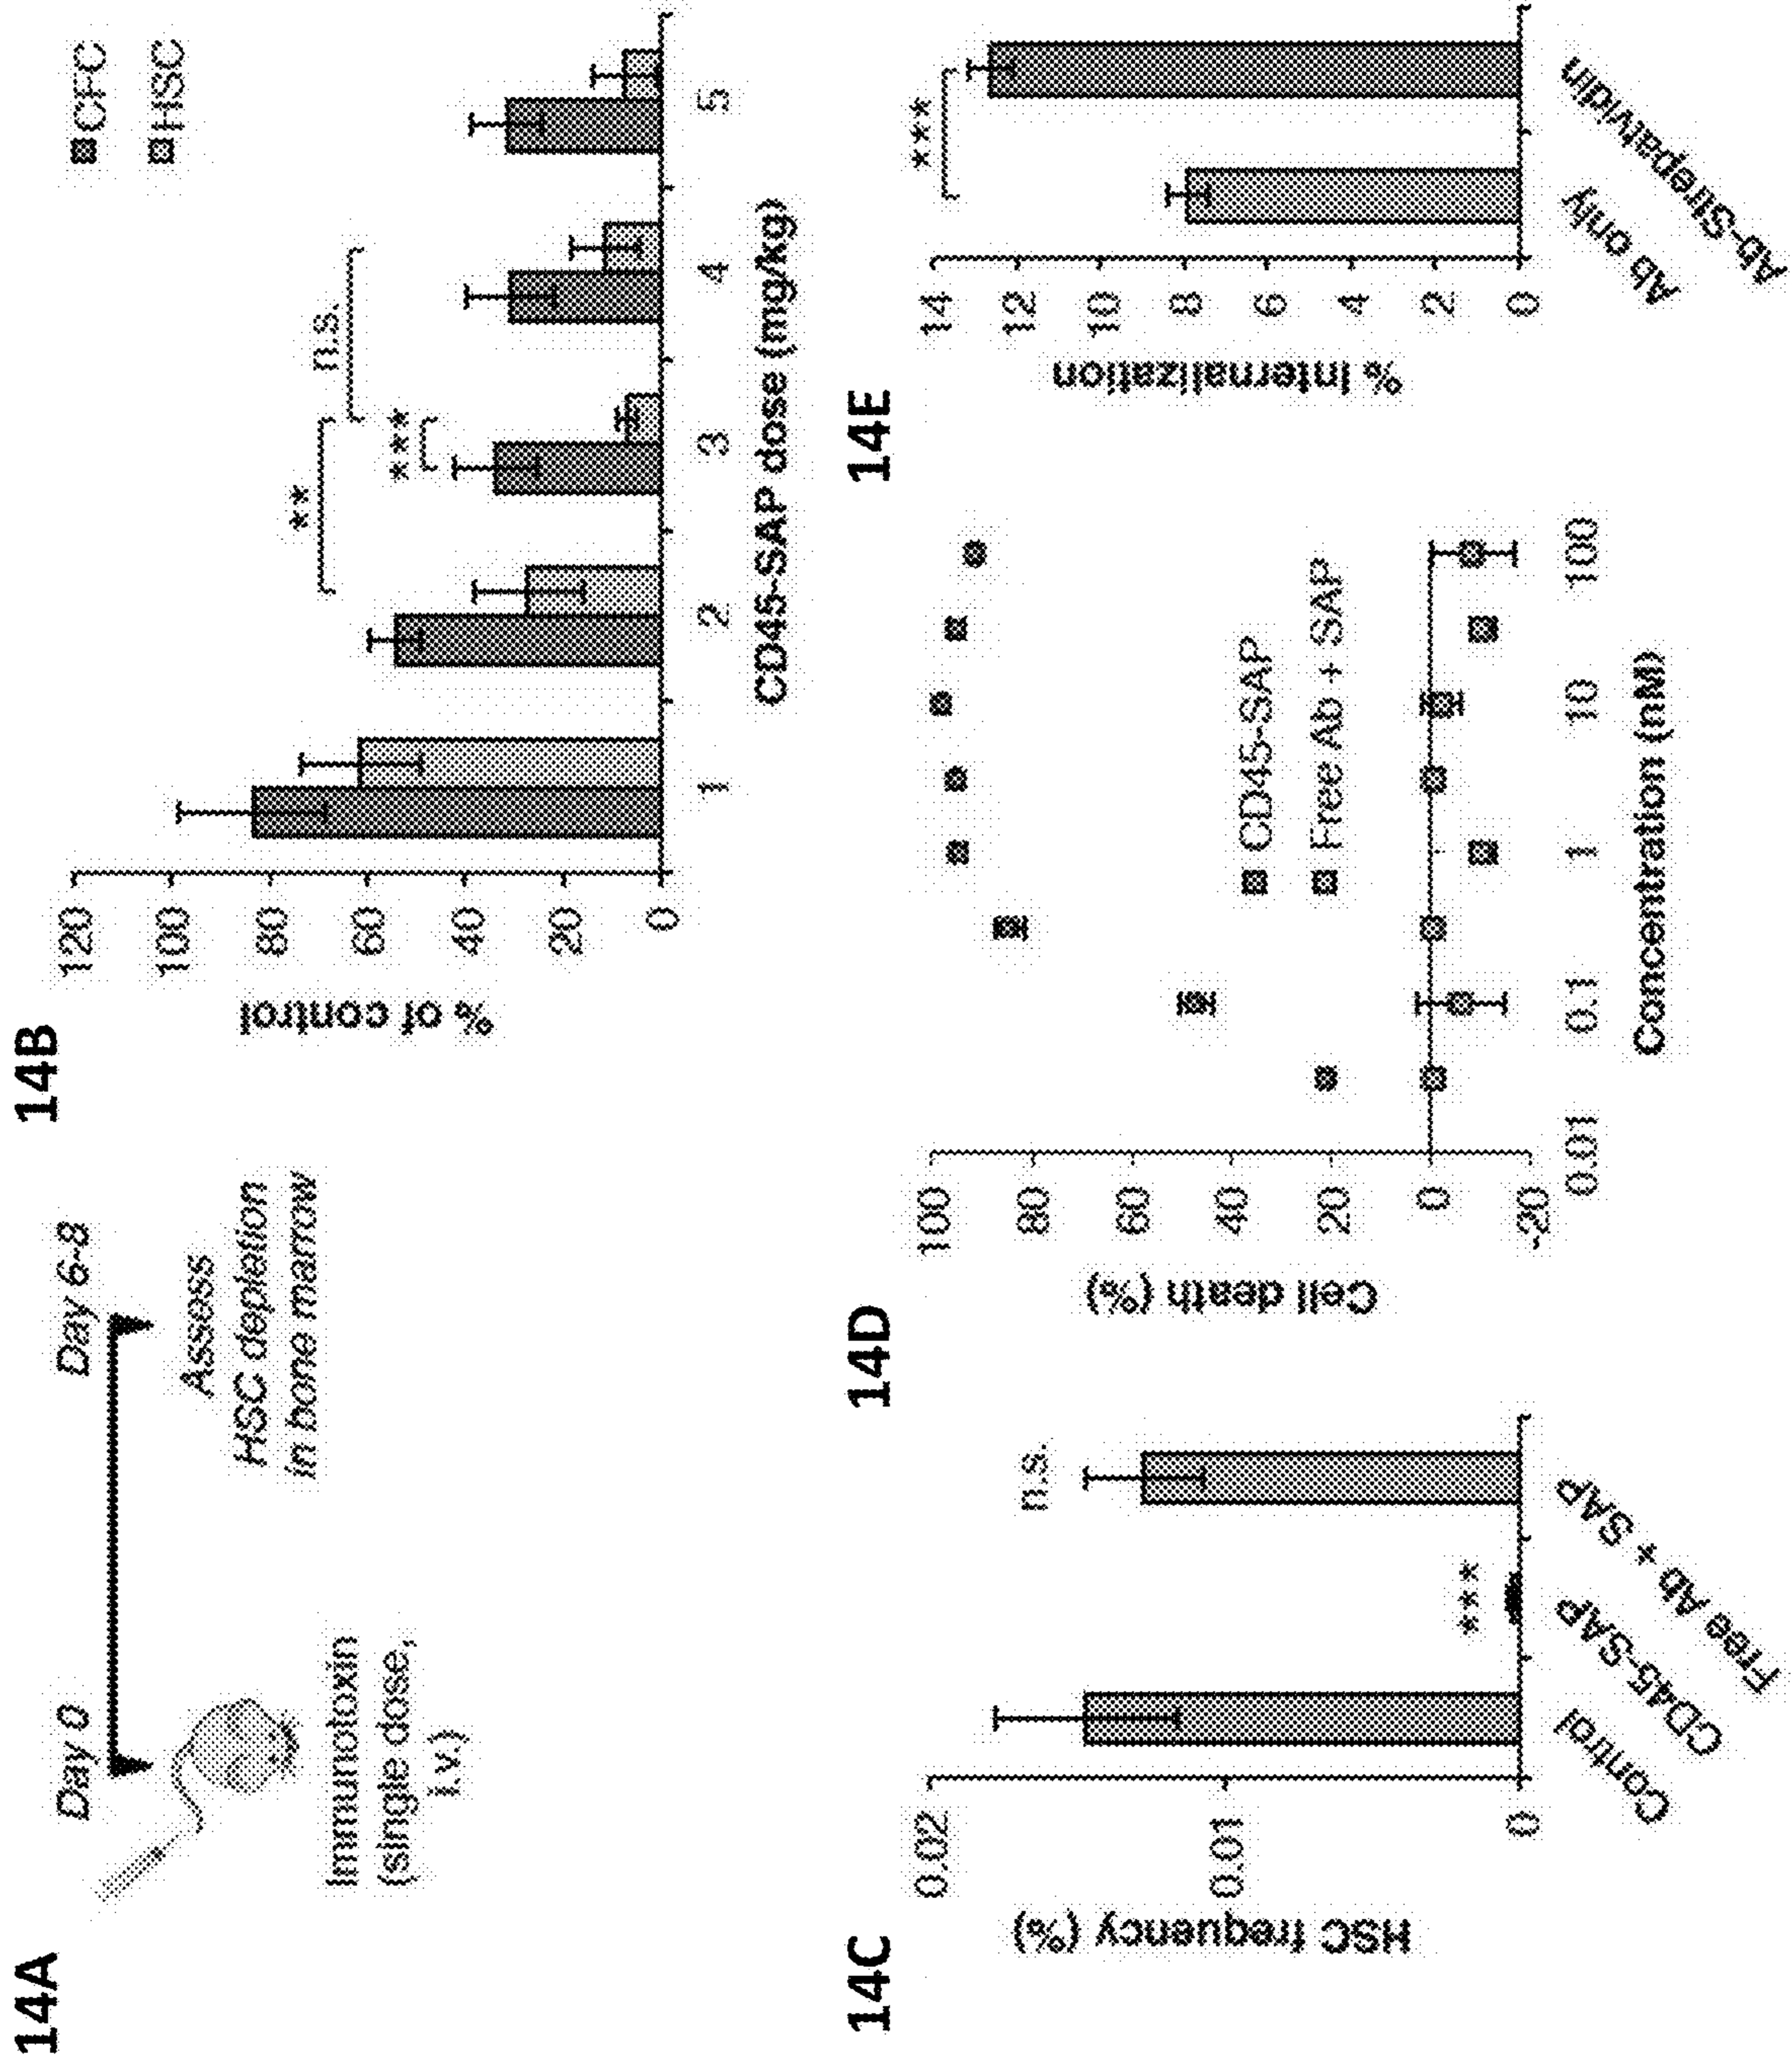 14A
Day 0
Day 6-8
Immunotoxin
(single dose,
i.v.)
Assess
HSC depletion
in bone marrow
14B
% of control
120
100
80
60
40
20
0
CFC
HSC
**
n.s.
***
1
2
3
4
5
CD45-SAP dose (mg/kg)
14C
HSC frequency (%)
0.02
0.01
0
***
n.s.
Control
CD45-SAP
Free Ab + SAP
14D
Cell death (%)
100
80
60
40
20
0
-20
CD45-SAP
Free Ab + SAP
0.01
0.1
1
10
100
Concentration (nM)
14E
% Internalization
14
12
10
8
6
4
2
0
***
Ab only
Ab-Strepatvidin